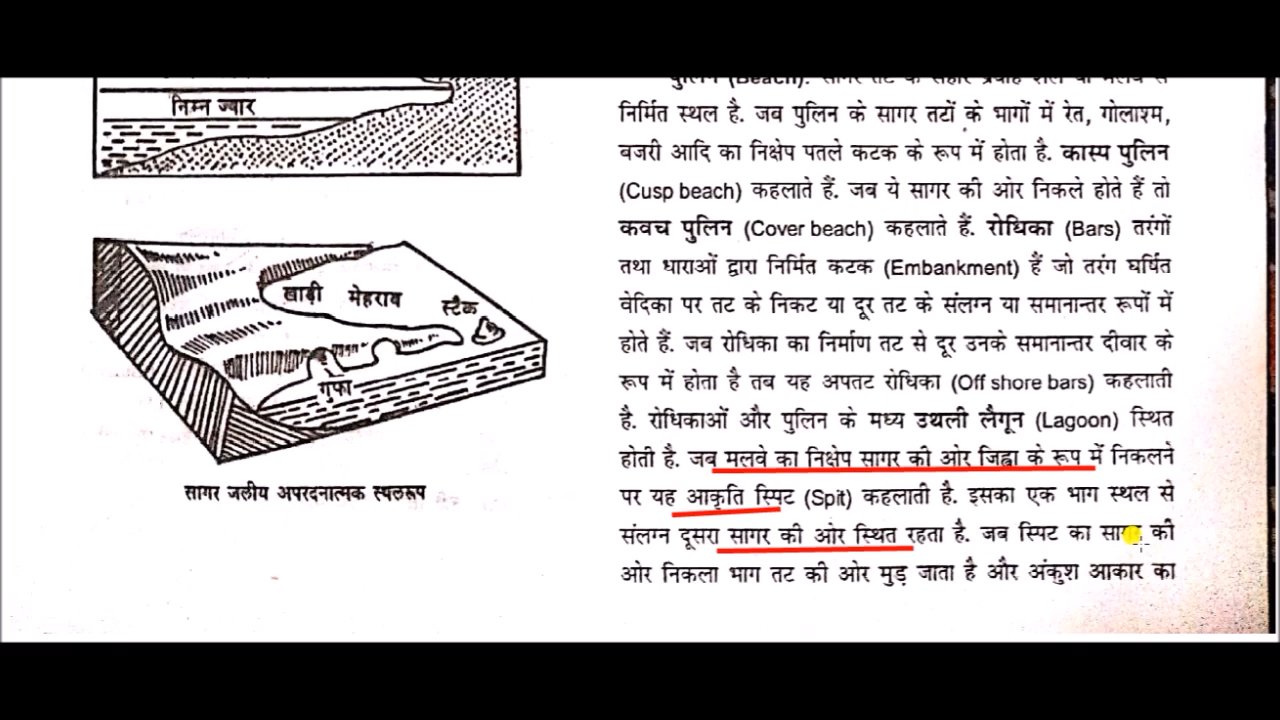 निम्न ज्वार
खाड़ी मेहराब स्टैक
गुफा
सागर जलीय अपरदनात्मक स्थलरूप
पुलिन (Beach). सागर तट के सहारे
निर्मित स्थल है. जब पुलिन के सागर तटों के भागों में रेत, गोलाश्म,
बजरी आदि का निक्षेप पतले कटक के रूप में होता है. कास्प पुलिन
(Cusp beach) कहलाते हैं. जब ये सागर की ओर निकले होते हैं तो
कवच पुलिन (Cover beach) कहलाते हैं. रोधिका (Bars) तरंगों
तथा धाराओं द्वारा निर्मित कटक (Embankment) हैं जो तरंग घर्षित
वेदिका पर तट के निकट या दूर तट के संलग्न या समानान्तर रूपों में
होते हैं. जब रोधिका का निर्माण तट से दूर उनके समानान्तर दीवार के
रूप में होता है तब यह अपतट रोधिका (Off shore bars) कहलाती
है. रोधिकाओं और पुलिन के मध्य उथली लैगून (Lagoon) स्थित
होती है. जब मलवे का निक्षेप सागर की ओर जिह्वा के रूप में निकलने
पर यह आकृति स्पिट (Spit) कहलाती है. इसका एक भाग स्थल से
संलग्न दूसरा सागर की ओर स्थित रहता है. जब स्पिट का सागर की
ओर निकला भाग तट की ओर मुड़ जाता है और अंकुश आकार का